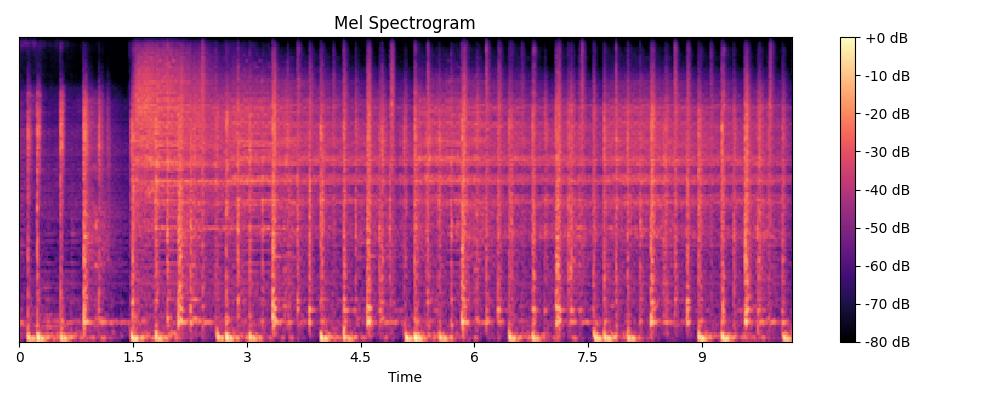 Mel Spectrogram
+0 dB
-10 dB
-20 dB
-30 dB
-40 dB
-50 dB
-60 dB
-70 dB
-80 dB
0 1.5 3 4.5 6 7.5 9
Time